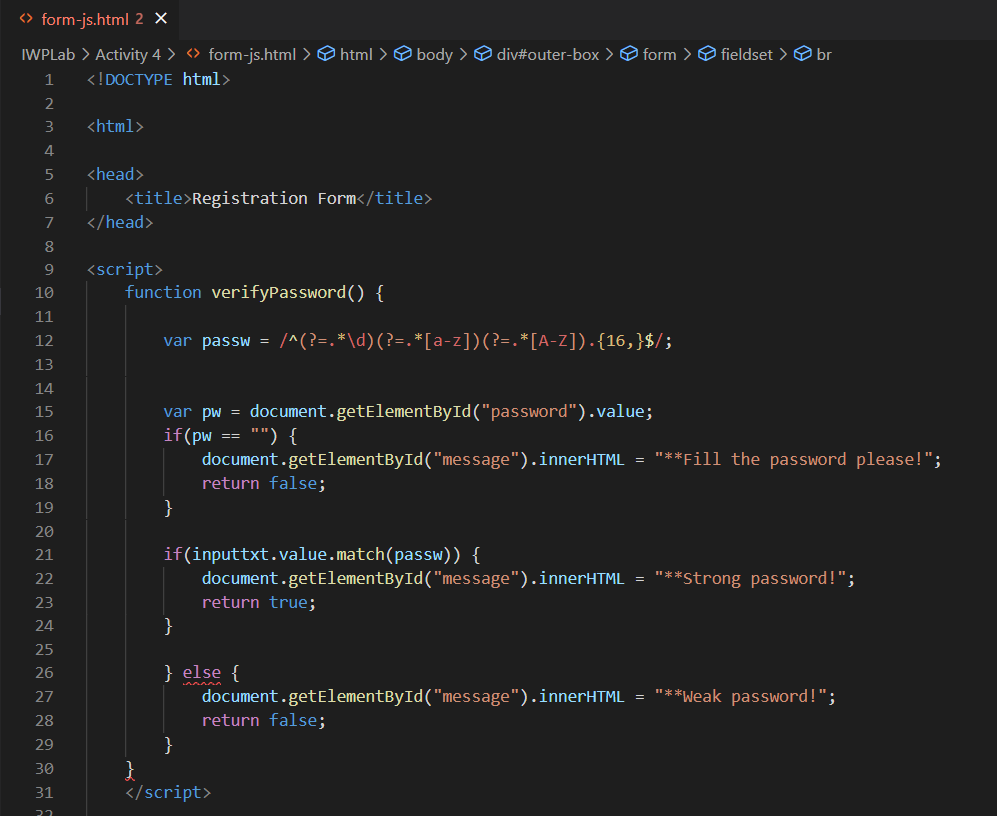 form-js.html 2
IWPLab > Activity 4 > form-js.html > html > body > div#outer-box > form > fieldset > br
1 <!DOCTYPE html>
2
3 <html>
4
5 <head>
6     <title>Registration Form</title>
7 </head>
8
9 <script>
10     function verifyPassword() {
11
12         var passw = /^(?=.*\d)(?=.*[a-z])(?=.*[A-Z]).{16,}$/;
13
14
15         var pw = document.getElementById("password").value;
16         if(pw == "") {
17             document.getElementById("message").innerHTML = "**Fill the password please!";
18             return false;
19         }
20
21         if(inputtxt.value.match(passw)) {
22             document.getElementById("message").innerHTML = "**Strong password!";
23             return true;
24         }
25
26         } else {
27             document.getElementById("message").innerHTML = "**Weak password!";
28             return false;
29         }
30     }
31     </script>
32